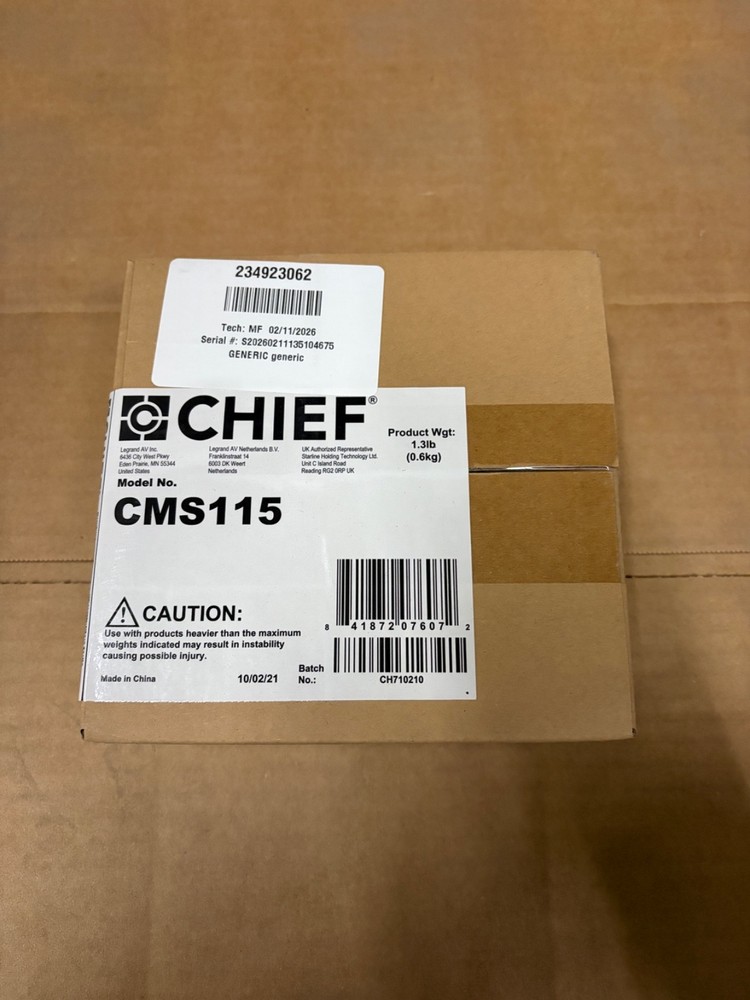 234923062
Tech: MF 02/11/2026
Serial #: S20260211135104675
GENERIC generic
CHIEF®
Legrand AV Inc.
6436 City West Pkwy
Eden Prairie, MN 55344
United States
Legrand AV Netherlands B.V.
Franklinstraat 14
6003 DK Weert
Netherlands
UK Authorized Representative
Starline Holding Technology Ltd.
Unit C Island Road
Reading RG2 0RP UK
Product Wgt:
1.3lb
(0.6kg)
Model No.
CMS115
CAUTION:
Use with products heavier than the maximum
weights indicated may result in instability
causing possible injury.
8 41872 07607 2
Made in China
10/02/21
Batch
No.:
CH710210